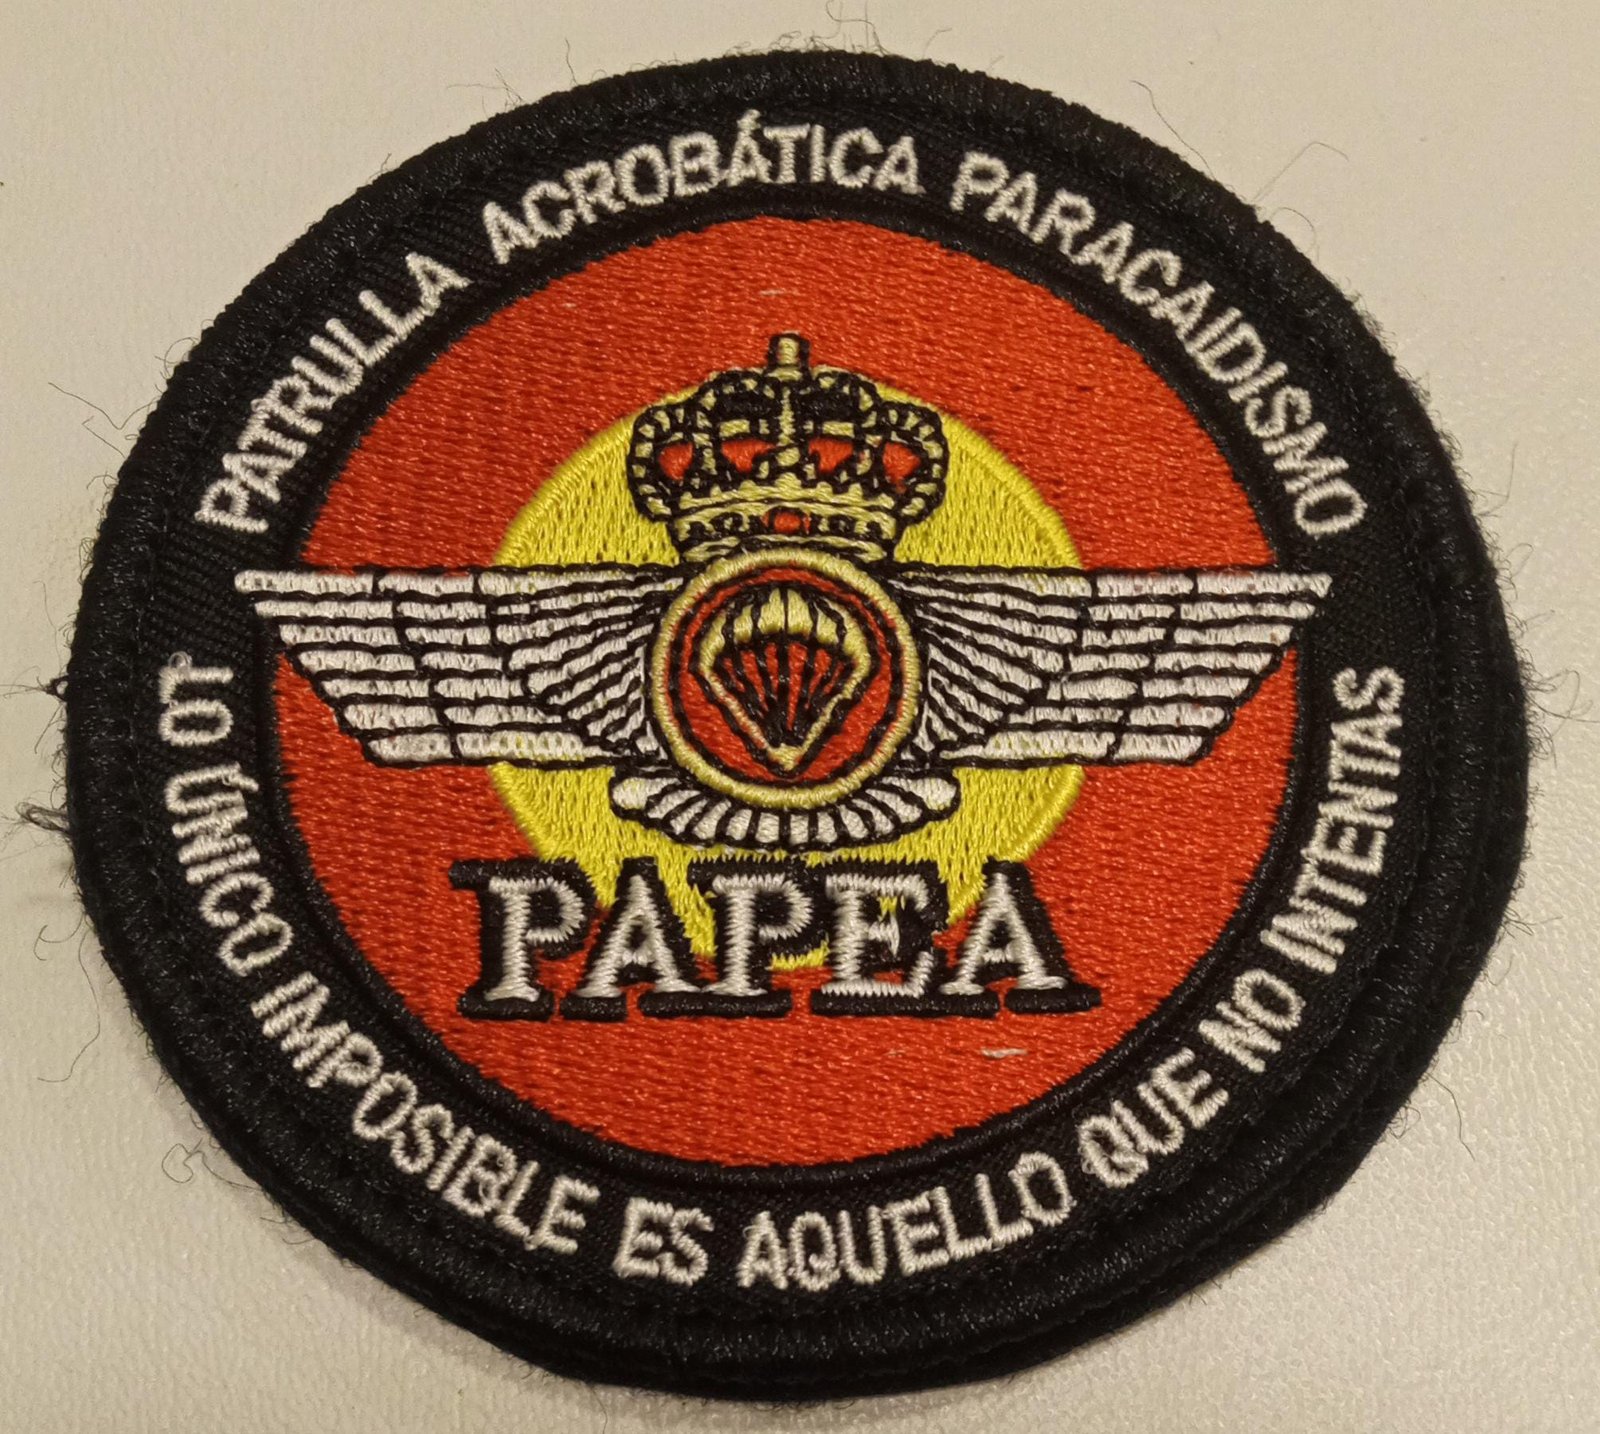 PATRULLA ACROBÁTICA PARACAIDISMO
PAPEA
LO ÚNICO IMPOSIBLE ES AQUELLO QUE NO INTENTAS